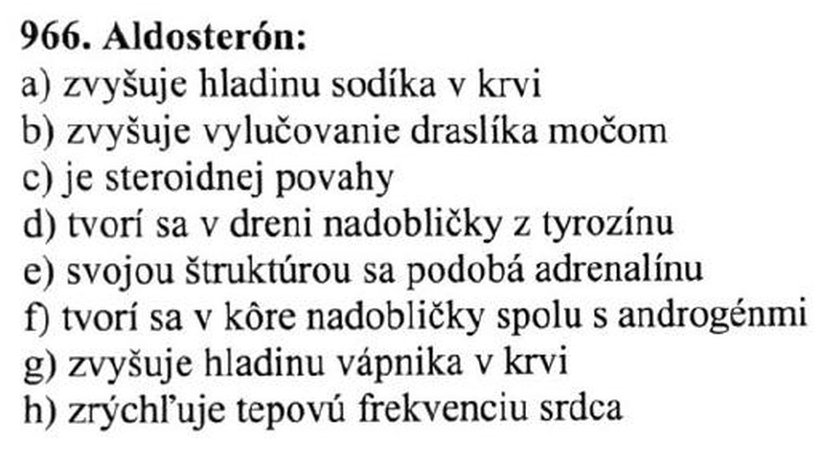 966. Aldosterón:
a) zvyšuje hladinu sodíka v krvi
b) zvyšuje vylučovanie draslíka močom
c) je steroidnej povahy
d) tvorí sa v dreni nadobličky z tyrozínu
e) svojou štruktúrou sa podobá adrenalínu
f) tvorí sa v kôre nadobličky spolu s androgénmi
g) zvyšuje hladinu vápnika v krvi
h) zrýchľuje tepovú frekvenciu srdca